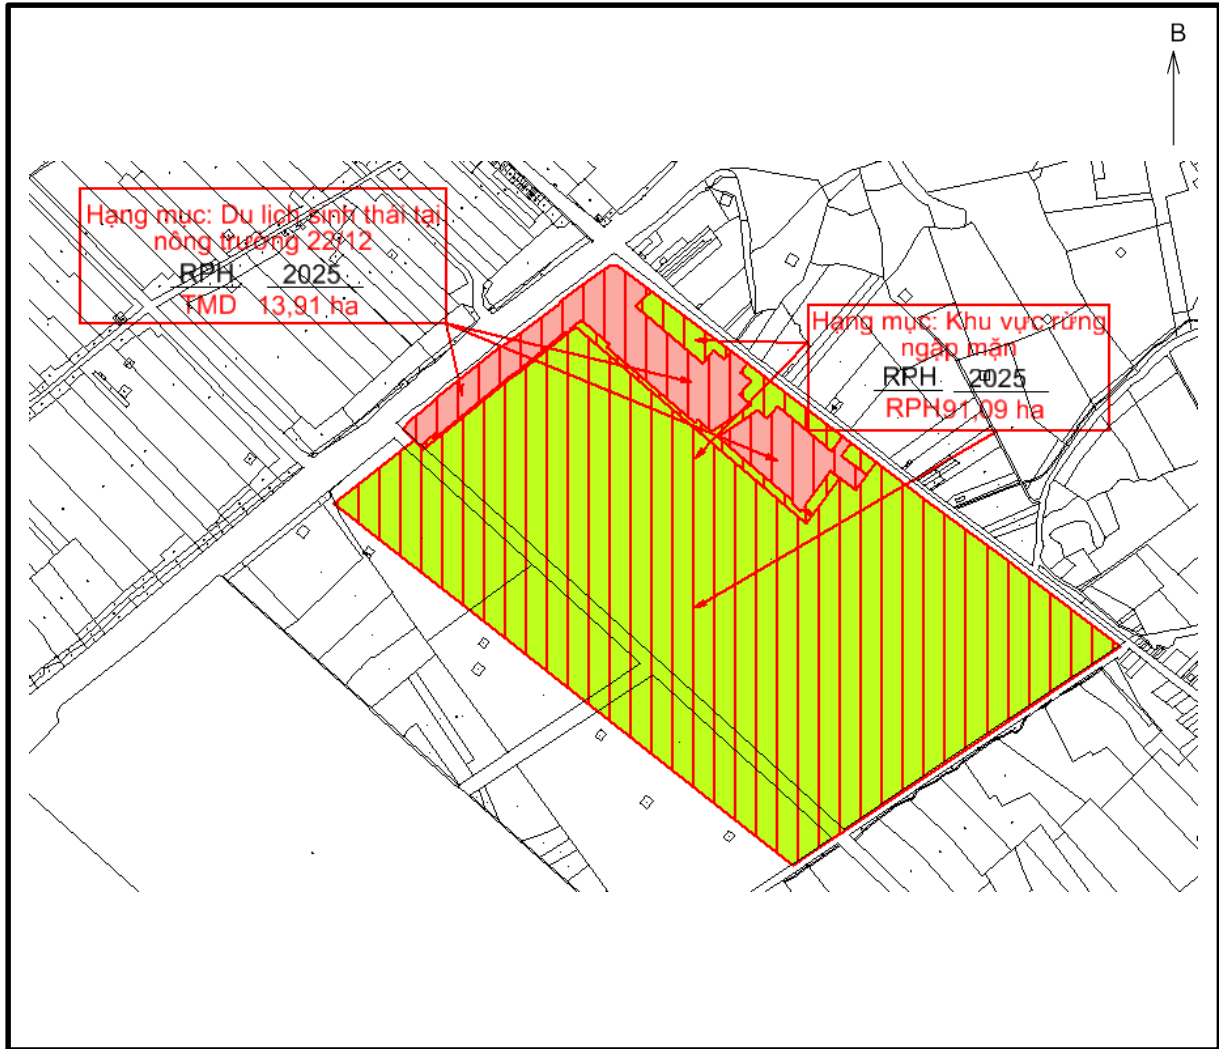 B
Hạng mục: Du lịch sinh thái tại
nông trường 22/12
RPH 2025
TMD 13,91 ha
Hạng mục: Khu vực rừng
ngập mặn
RPH 2025
RPH91,09 ha